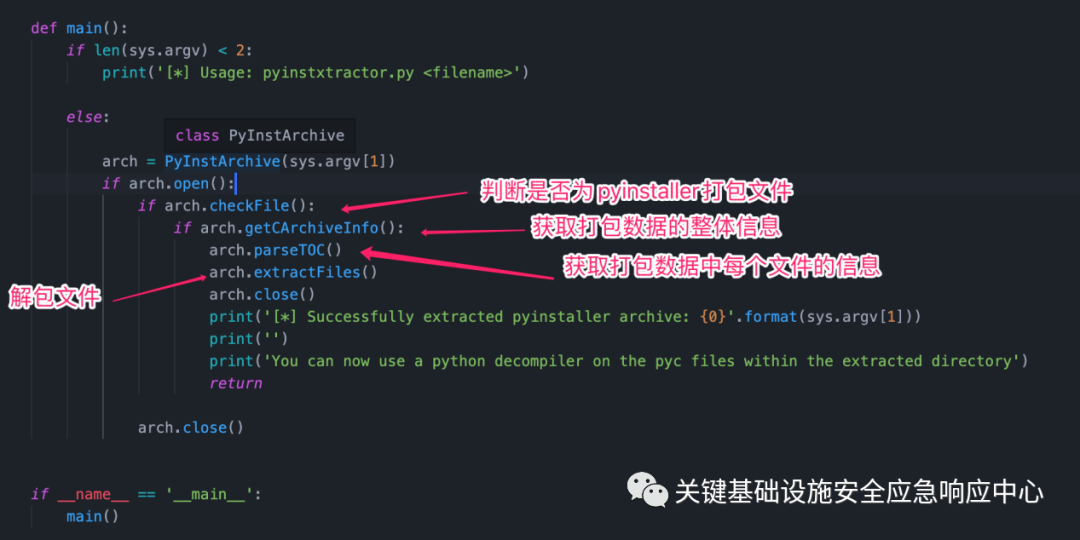 def main():
if len(sys.argv) < 2:
print('[*] Usage: pyinstxtractor.py <filename>')
else:
class PyInstArchive
arch = PyInstArchive(sys.argv[1])
if arch.open():
判断是否为pyinstaller打包文件
if arch.checkFile():
获取打包数据的整体信息
if arch.getCArchiveInfo():
arch.parseTOC()
获取打包数据中每个文件的信息
arch.extractFiles()
解包文件
arch.close()
print('[*] Successfully extracted pyinstaller archive: {0}'.format(sys.argv[1]))
print('')
print('You can now use a python decompiler on the pyc files within the extracted directory')
return
arch.close()
if __name__ == '__main__':
main()
关键基础设施安全应急响应中心